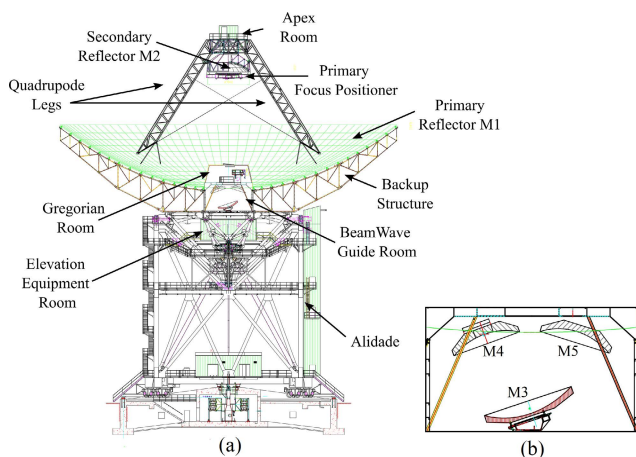 Apex
Room
Secondary
Reflector M2
Primary
Focus Positioner
Quadrupode
Legs
Primary
Reflector M1
Gregorian
Room
Backup
Structure
BeamWave
Guide Room
Elevation
Equipment
Room
Alidade
M4
M5
M3
(a)
(b)